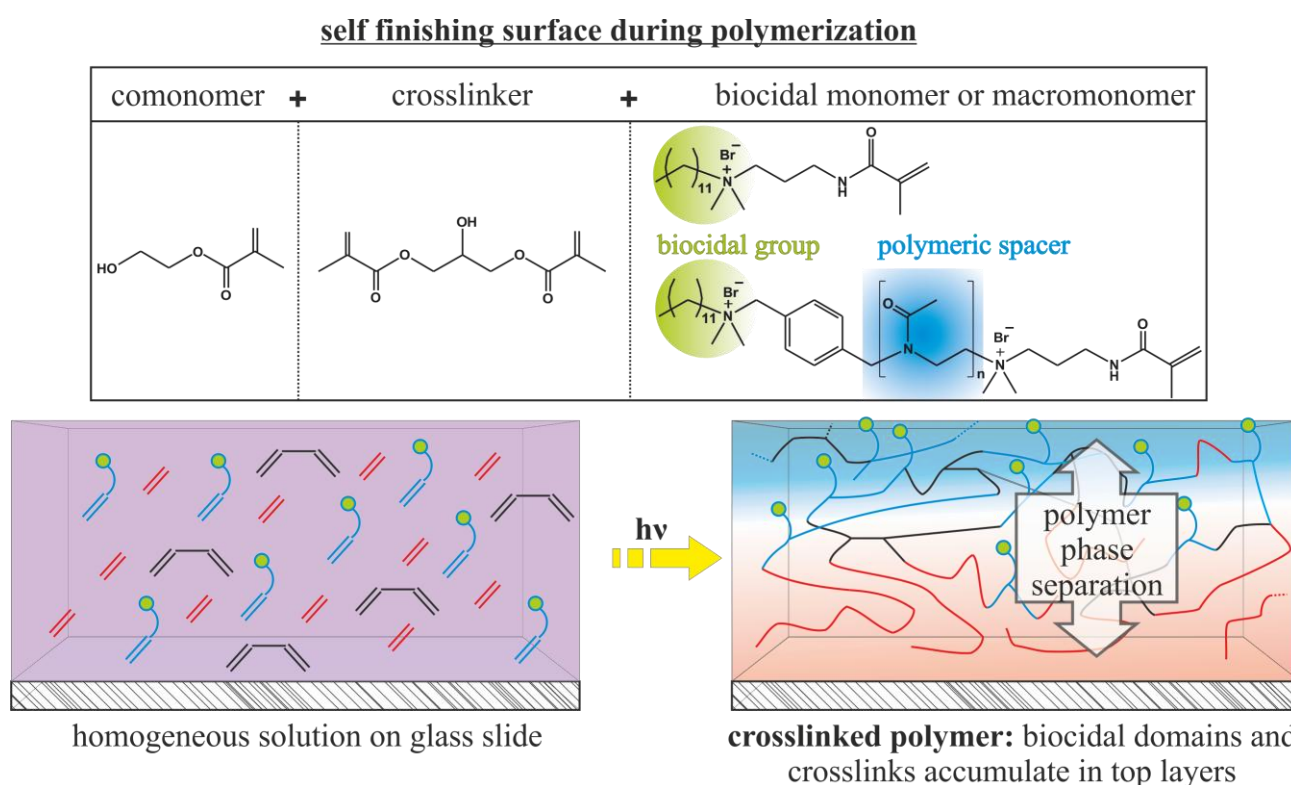 self finishing surface during polymerization
comonomer + crosslinker + biocidal monomer or macromonomer
O
Br−
11 N+ N H
OH
HO O O O O O O
biocidal group polymeric spacer
Br−
11 N+ O N n Br− N+ N H O
hν
polymer
phase
separation
homogeneous solution on glass slide
crosslinked polymer: biocidal domains and
crosslinks accumulate in top layers